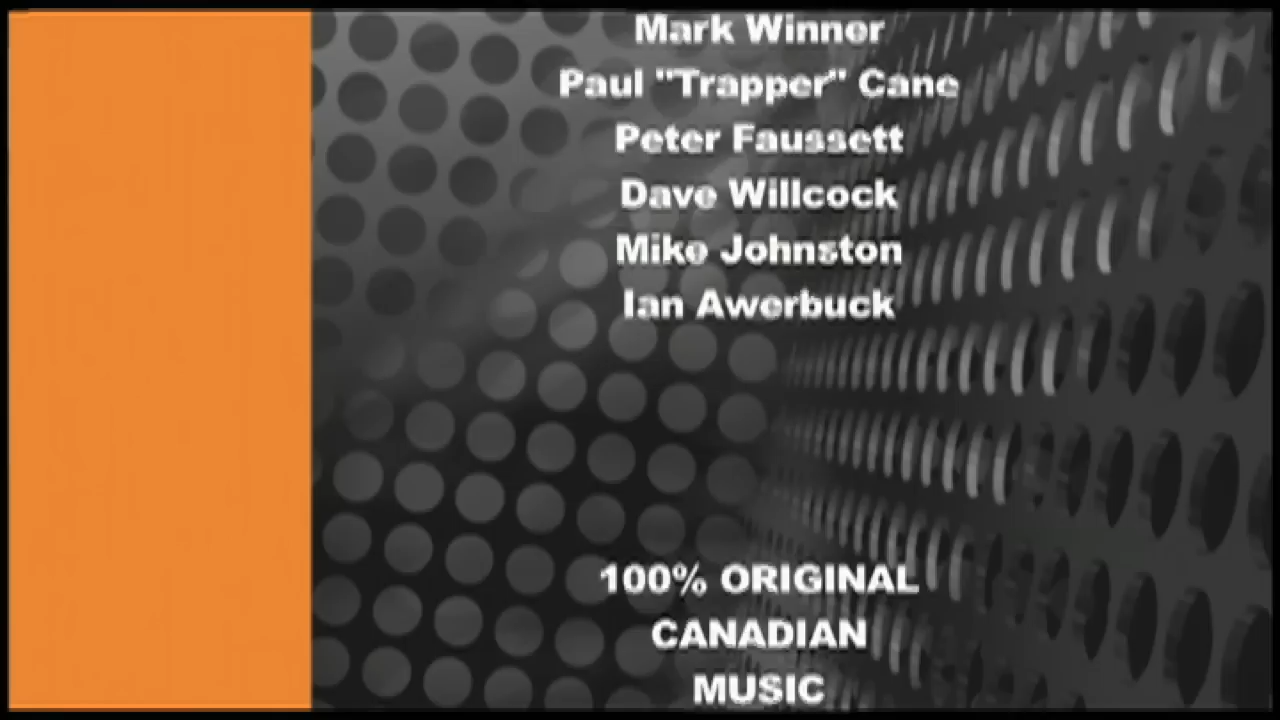 Mark Winner
Paul "Trapper" Cane
Peter Faussett
Dave Willcock
Mike Johnston
Ian Awerbuck
100% ORIGINAL
CANADIAN
MUSIC